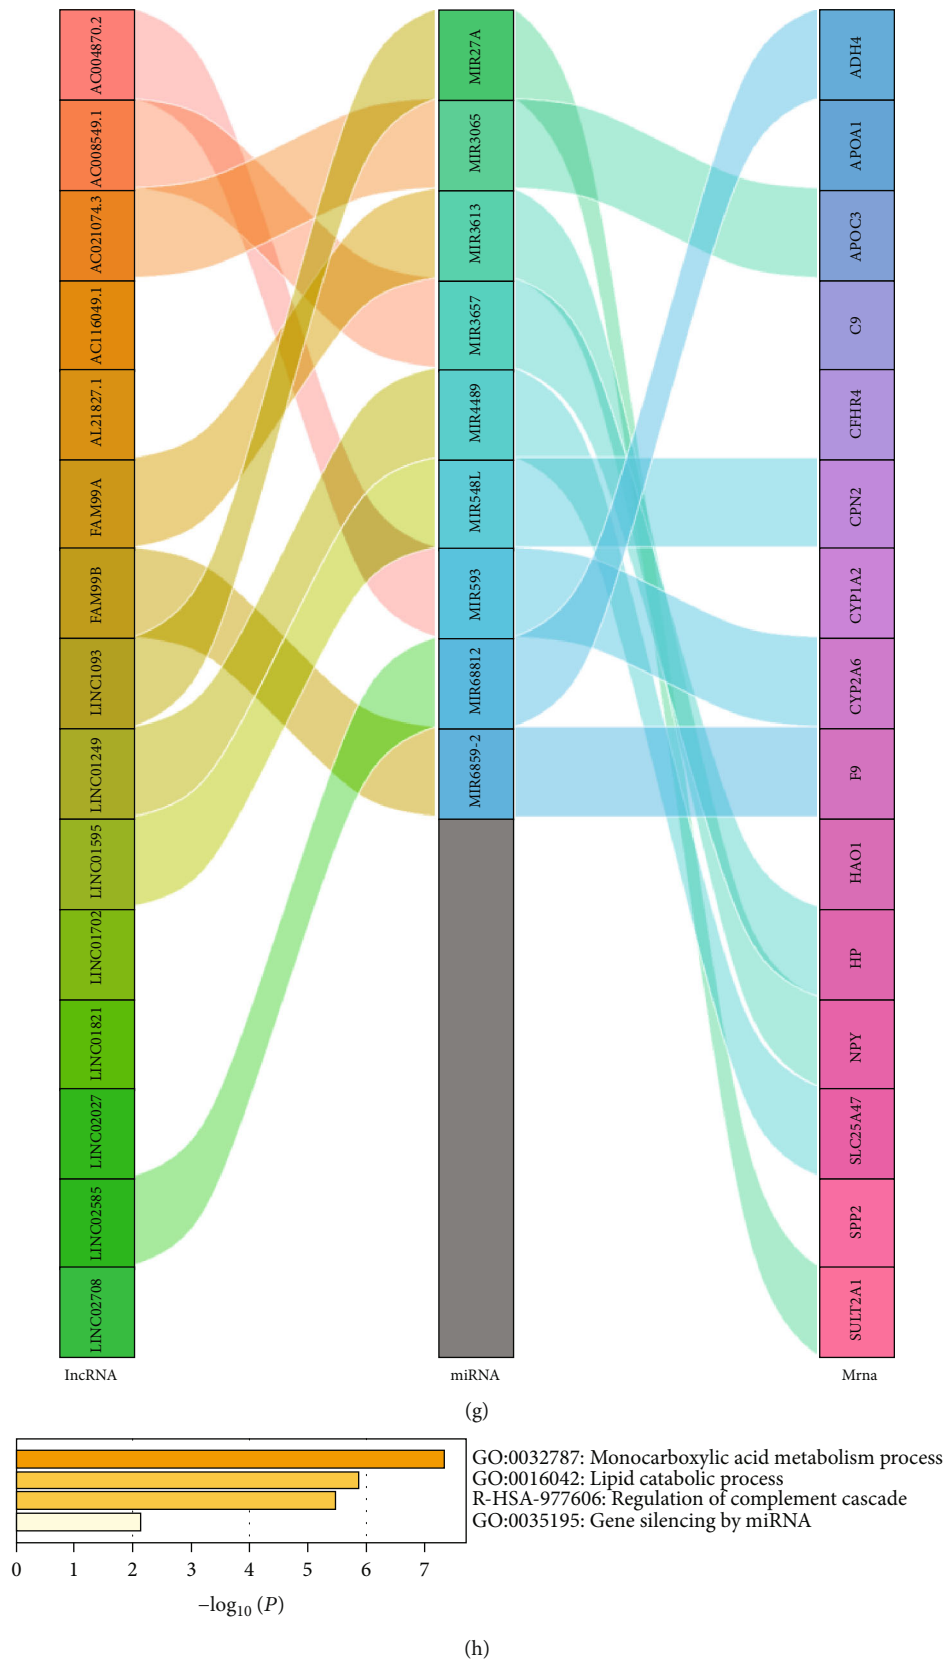 AC004870.2
AC008549.1
AC021074.3
AC116049.1
AL21827.1
FAM99A
FAM99B
LINC1093
LINC01249
LINC01595
LINC01702
LINC01821
LINC02027
LINC02585
LINC02708
IncRNA
MIR27A
MIR3065
MIR3613
MIR3657
MIR4489
MIR548L
MIR593
MIR68812
MIR6859-2
miRNA
ADH4
APOA1
APOC3
C9
CFHR4
CPN2
CYP1A2
CYP2A6
F9
HAO1
HP
NPY
SLC25A47
SPP2
SULT2A1
Mrna
(g)
GO:0032787: Monocarboxylic acid metabolism process
GO:0016042: Lipid catabolic process
R-HSA-977606: Regulation of complement cascade
GO:0035195: Gene silencing by miRNA
0 1 2 3 4 5 6 7
–log10 (P)
(h)